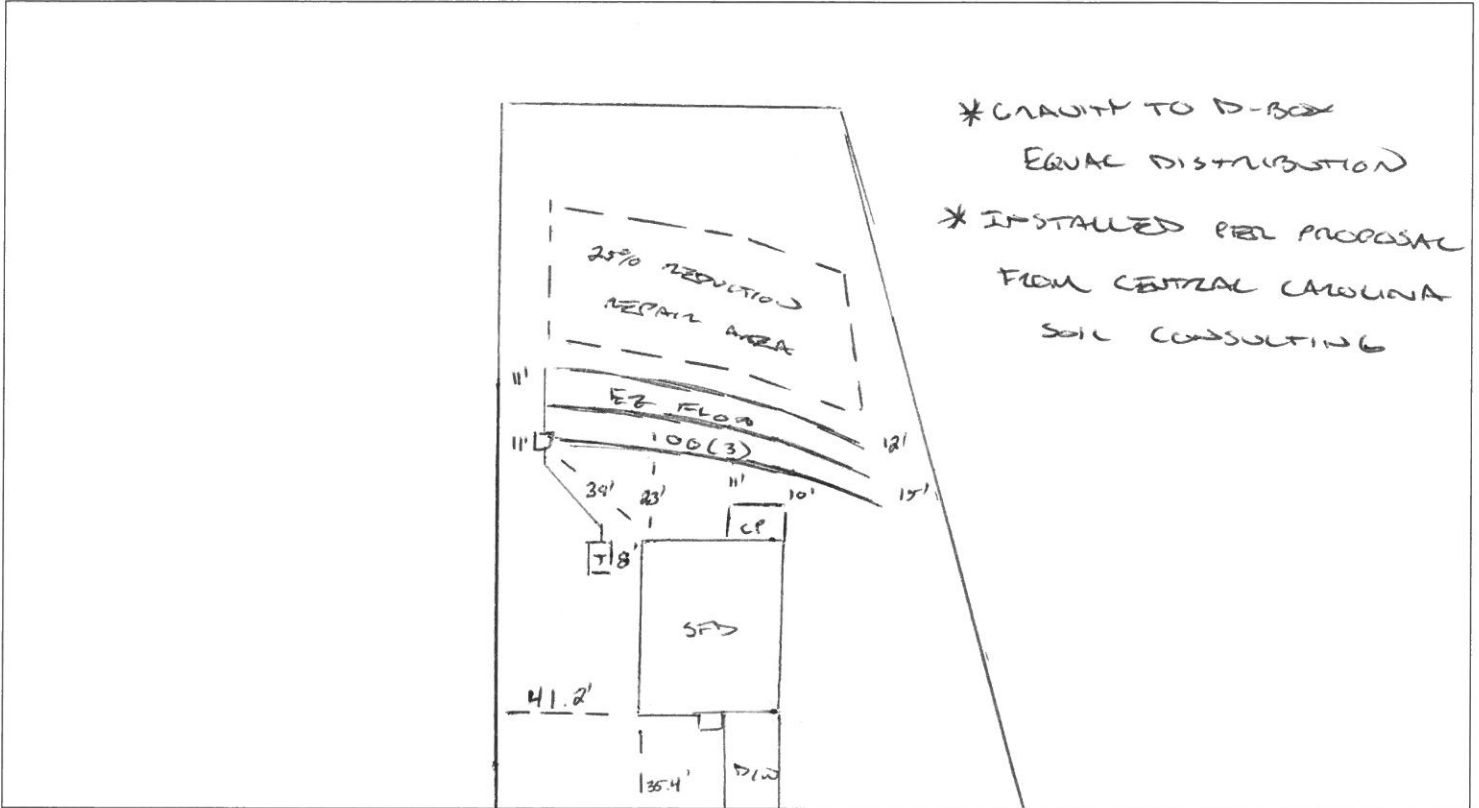 * GRAVITY TO D-BOX
EQUAL DISTRIBUTION
* INSTALLED PER PROPOSAL
FROM CENTRAL CAROLINA
SOIL CONSULTING
25% REDUCTION
REPAIR AREA
11'
EZ FLOW
12'
11'
100(3)
15'
23'
11'
10'
CP
T
8'
SFD
41.2'
35.4'
D/W